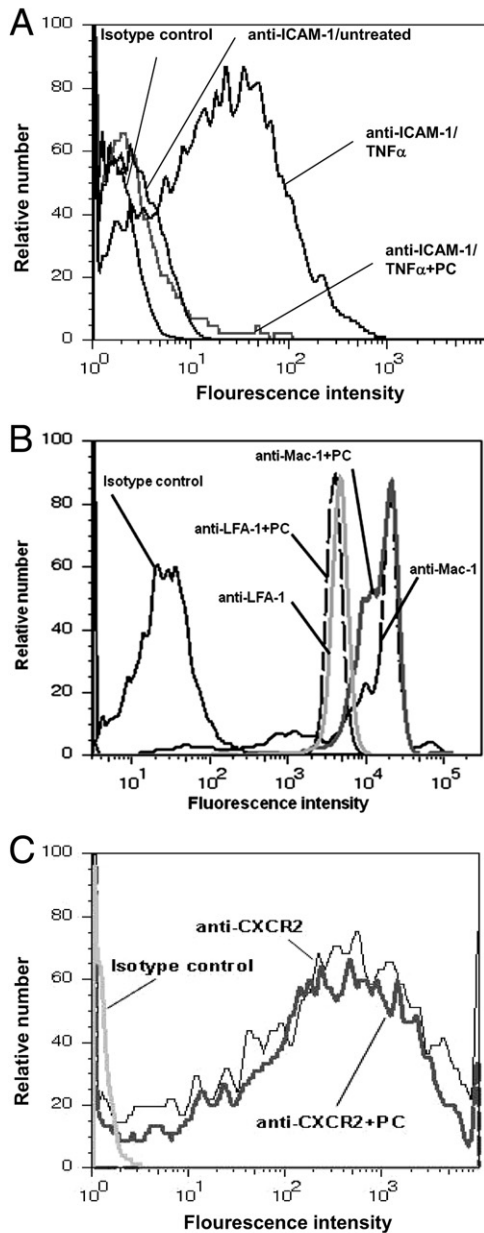 A
Isotype control
anti-ICAM-1/untreated
anti-ICAM-1/
TNFα
anti-ICAM-1/
TNFα+PC
Relative number
100
80
60
40
20
0
10^0 10^1 10^2 10^3
Flourescence intensity
B
Isotype control
anti-Mac-1+PC
anti-LFA-1+PC
anti-Mac-1
anti-LFA-1
Relative number
100
80
60
40
20
0
10^1 10^2 10^3 10^4 10^5
Fluorescence intensity
C
anti-CXCR2
Isotype control
anti-CXCR2+PC
Relative number
100
80
60
40
20
0
10^0 10^1 10^2 10^3
Flourescence intensity